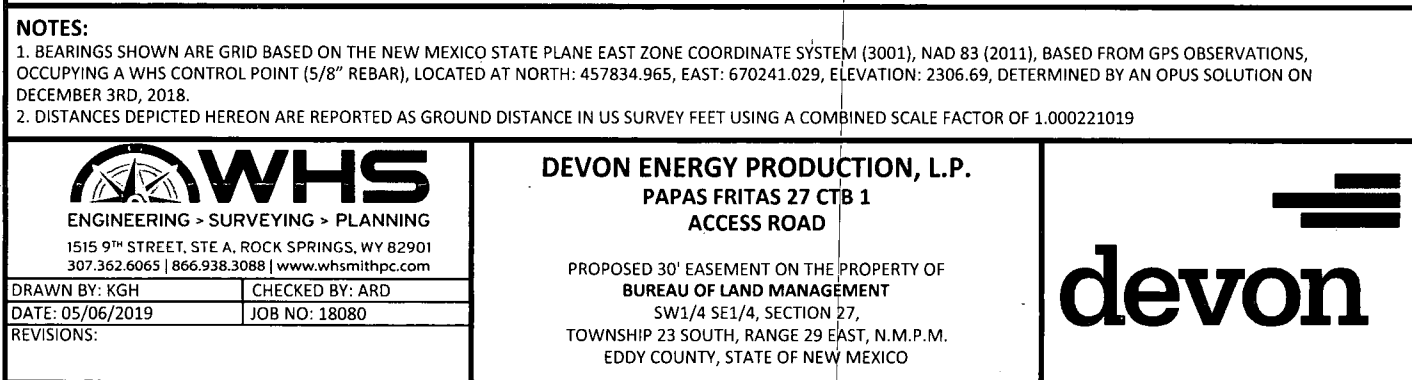 NOTES:
1. BEARINGS SHOWN ARE GRID BASED ON THE NEW MEXICO STATE PLANE EAST ZONE COORDINATE SYSTEM (3001), NAD 83 (2011), BASED FROM GPS OBSERVATIONS,
OCCUPYING A WHS CONTROL POINT (5/8" REBAR), LOCATED AT NORTH: 457834.965, EAST: 670241.029, ELEVATION: 2306.69, DETERMINED BY AN OPUS SOLUTION ON
DECEMBER 3RD, 2018.
2. DISTANCES DEPICTED HEREON ARE REPORTED AS GROUND DISTANCE IN US SURVEY FEET USING A COMBINED SCALE FACTOR OF 1.000221019
WHS
ENGINEERING > SURVEYING > PLANNING
1515 9TH STREET, STE A, ROCK SPRINGS, WY 82901
307.362.6065 | 866.938.3088 | www.whsmithpc.com
DRAWN BY: KGH
CHECKED BY: ARD
DATE: 05/06/2019
JOB NO: 18080
REVISIONS:
DEVON ENERGY PRODUCTION, L.P.
PAPAS FRITAS 27 CTB 1
ACCESS ROAD
PROPOSED 30' EASEMENT ON THE PROPERTY OF
BUREAU OF LAND MANAGEMENT
SW1/4 SE1/4, SECTION 27,
TOWNSHIP 23 SOUTH, RANGE 29 EAST, N.M.P.M.
EDDY COUNTY, STATE OF NEW MEXICO
devon